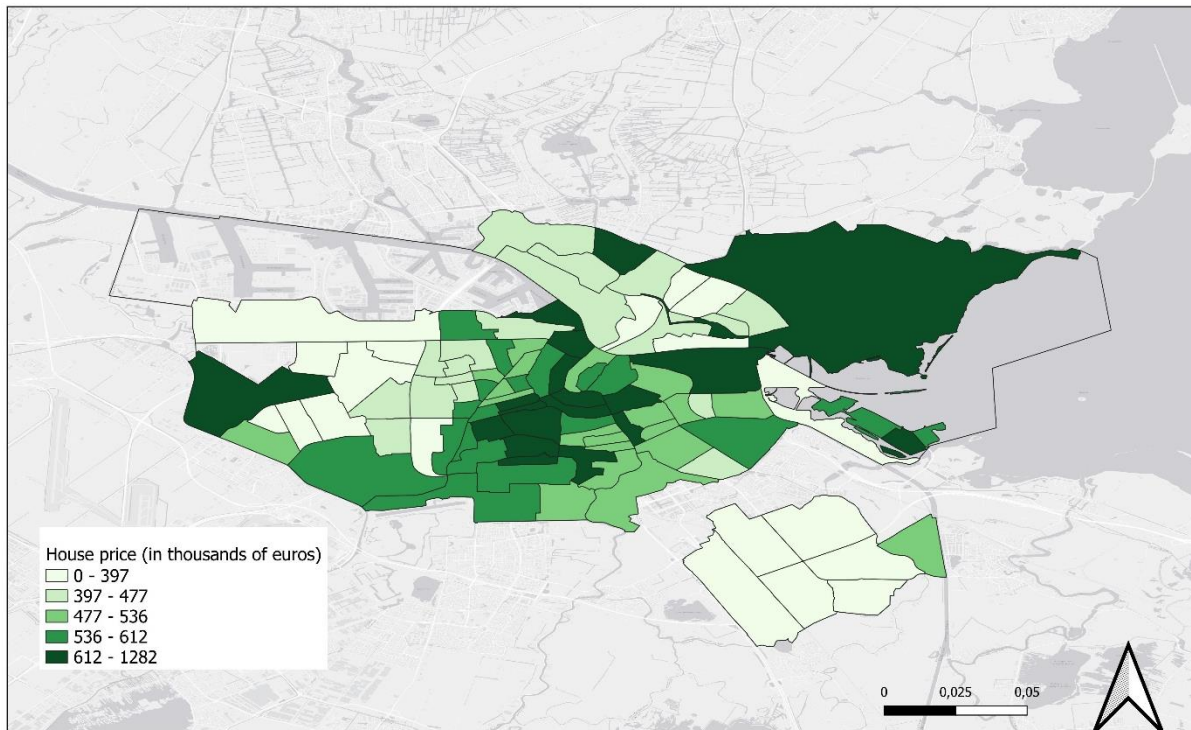 House price (in thousands of euros)
0 - 397
397 - 477
477 - 536
536 - 612
612 - 1282
0 0,025 0,05